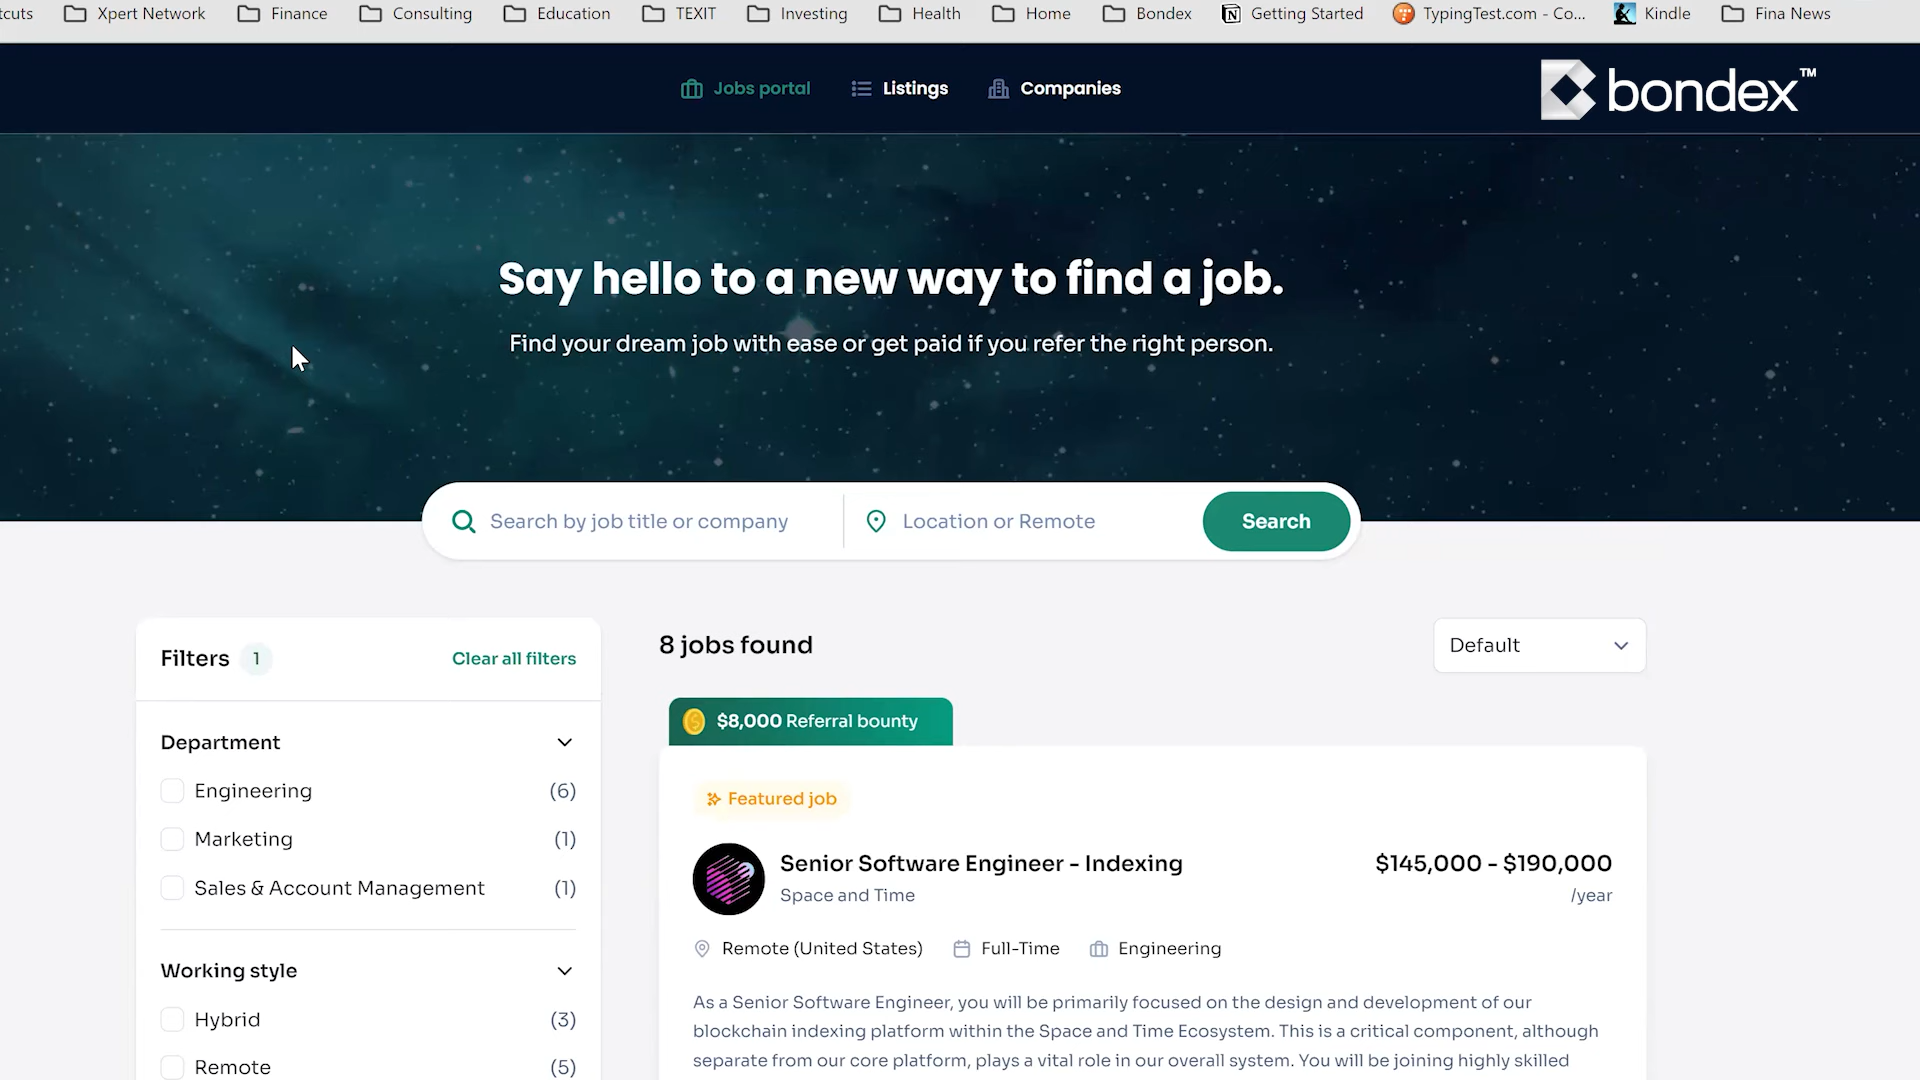 tcuts Xpert Network Finance Consulting Education TEXIT Investing Health Home Bondex Getting Started TypingTest.com - Co... Kindle Fina News
Jobs portal Listings Companies bondex™
Say hello to a new way to find a job.
Find your dream job with ease or get paid if you refer the right person.
Search by job title or company Location or Remote Search
Filters 1 Clear all filters
8 jobs found Default
$8,000 Referral bounty
Department
Engineering (6)
Marketing (1)
Sales & Account Management (1)
Working style
Hybrid (3)
Remote (5)
Featured job
Senior Software Engineer - Indexing $145,000 - $190,000
Space and Time /year
Remote (United States) Full-Time Engineering
As a Senior Software Engineer, you will be primarily focused on the design and development of our
blockchain indexing platform within the Space and Time Ecosystem. This is a critical component, although
separate from our core platform, plays a vital role in our overall system. You will be joining highly skilled